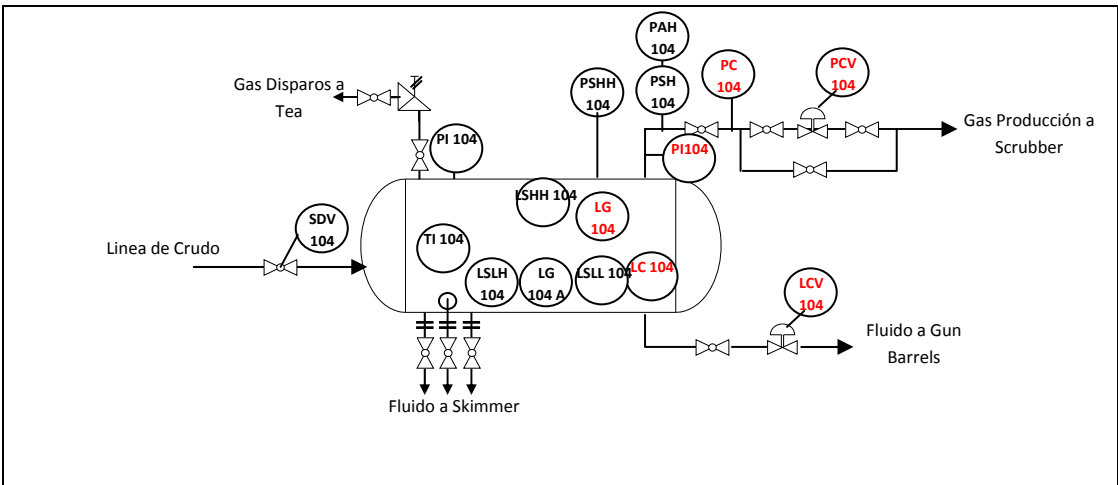 PAH
104
PC
104
PCV
104
Gas Disparos a
Tea
PSHH
104
PSH
104
Gas Producción a
Scrubber
PI 104
PI104
LSHH 104
LG
104
SDV
104
Linea de Crudo
TI 104
LSLH
104
LG
104 A
LSLL 104
LC 104
LCV
104
Fluido a Gun
Barrels
Fluido a Skimmer